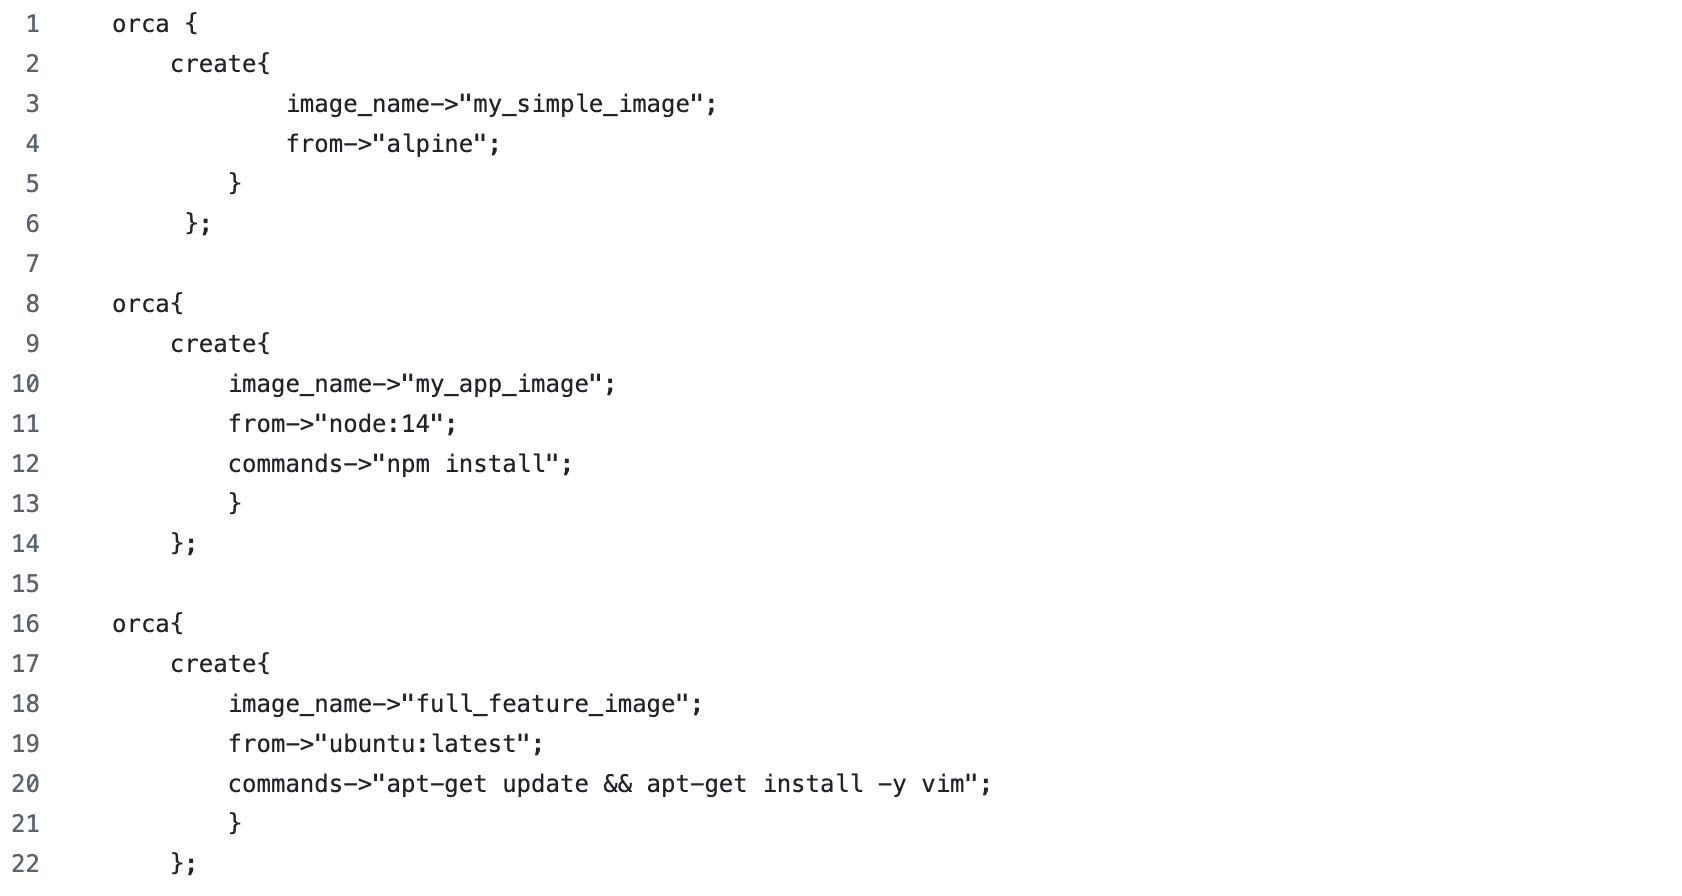 1 orca {
2 create{
3 image_name->"my_simple_image";
4 from->"alpine";
5 }
6 };
7
8 orca{
9 create{
10 image_name->"my_app_image";
11 from->"node:14";
12 commands->"npm install";
13 }
14 };
15
16 orca{
17 create{
18 image_name->"full_feature_image";
19 from->"ubuntu:latest";
20 commands->"apt-get update && apt-get install -y vim";
21 }
22 };